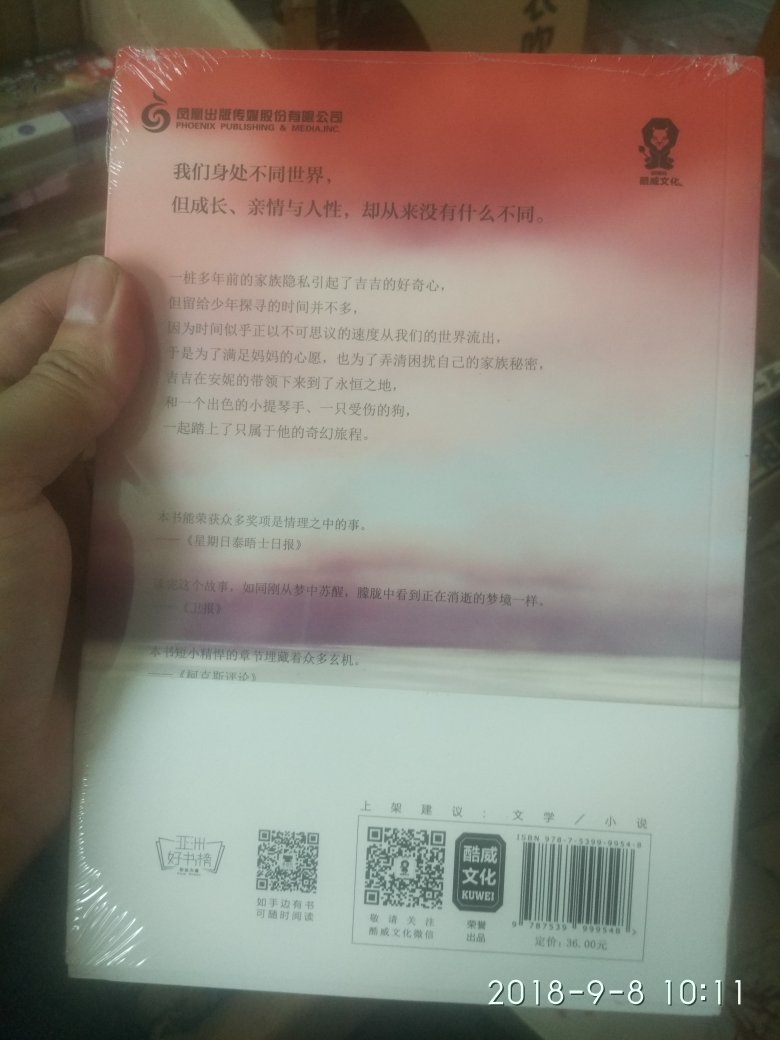 凤凰出版传媒股份有限公司
PHOENIX PUBLISHING & MEDIA,INC.
酷威文化
我们身处不同世界，
但成长、亲情与人性，却从来没有什么不同。
一桩多年前的家族隐私引起了吉吉的好奇心，
但留给少年探寻的时间并不多，
因为时间似乎正以不可思议的速度从我们的世界流出，
于是为了满足妈妈的心愿，也为了弄清困扰自己的家族秘密，
吉吉在安妮的带领下来到了永恒之地，
和一个出色的小提琴手、一只受伤的狗，
一起踏上了只属于他的奇幻旅程。
本书能荣获众多奖项是情理之中的事。
——《星期日泰晤士日报》
读完这个故事，如同刚从梦中苏醒，朦胧中看到正在消逝的梦境一样。
——《卫报》
本书短小精悍的章节埋藏着众多玄机。
——《柯克斯评论》
上架建议：文学／小说
亚洲
好书榜
如手边有书
可随时阅读
敬请关注
酷威文化微信
酷威
文化
KUWEI
荣誉
出品
ISBN 978-7-5399-9954-8
9 787539 999548 >
定价：36.00元
2018-9-8 10:11